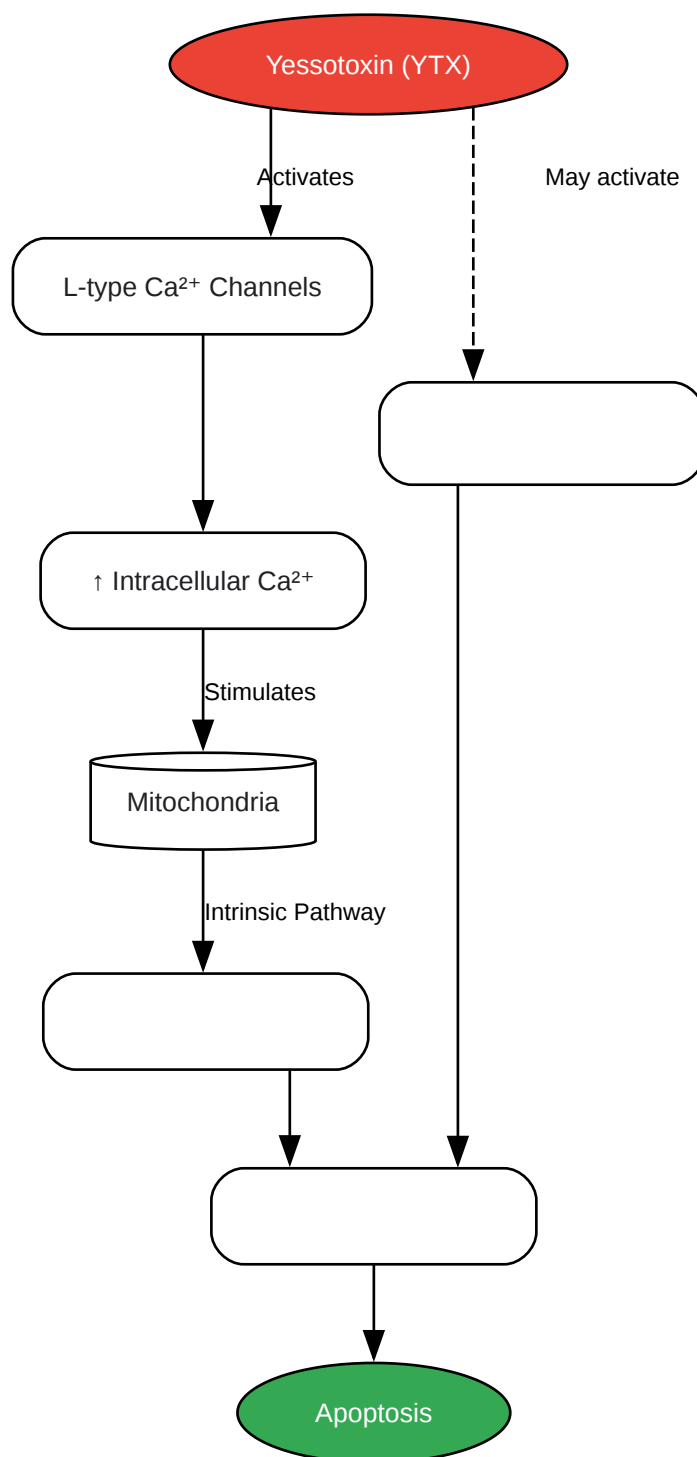 Yessotoxin (YTX)
Activates
May activate
L-type Ca²⁺ Channels
↑ Intracellular Ca²⁺
Stimulates
Mitochondria
Intrinsic Pathway
Apoptosis